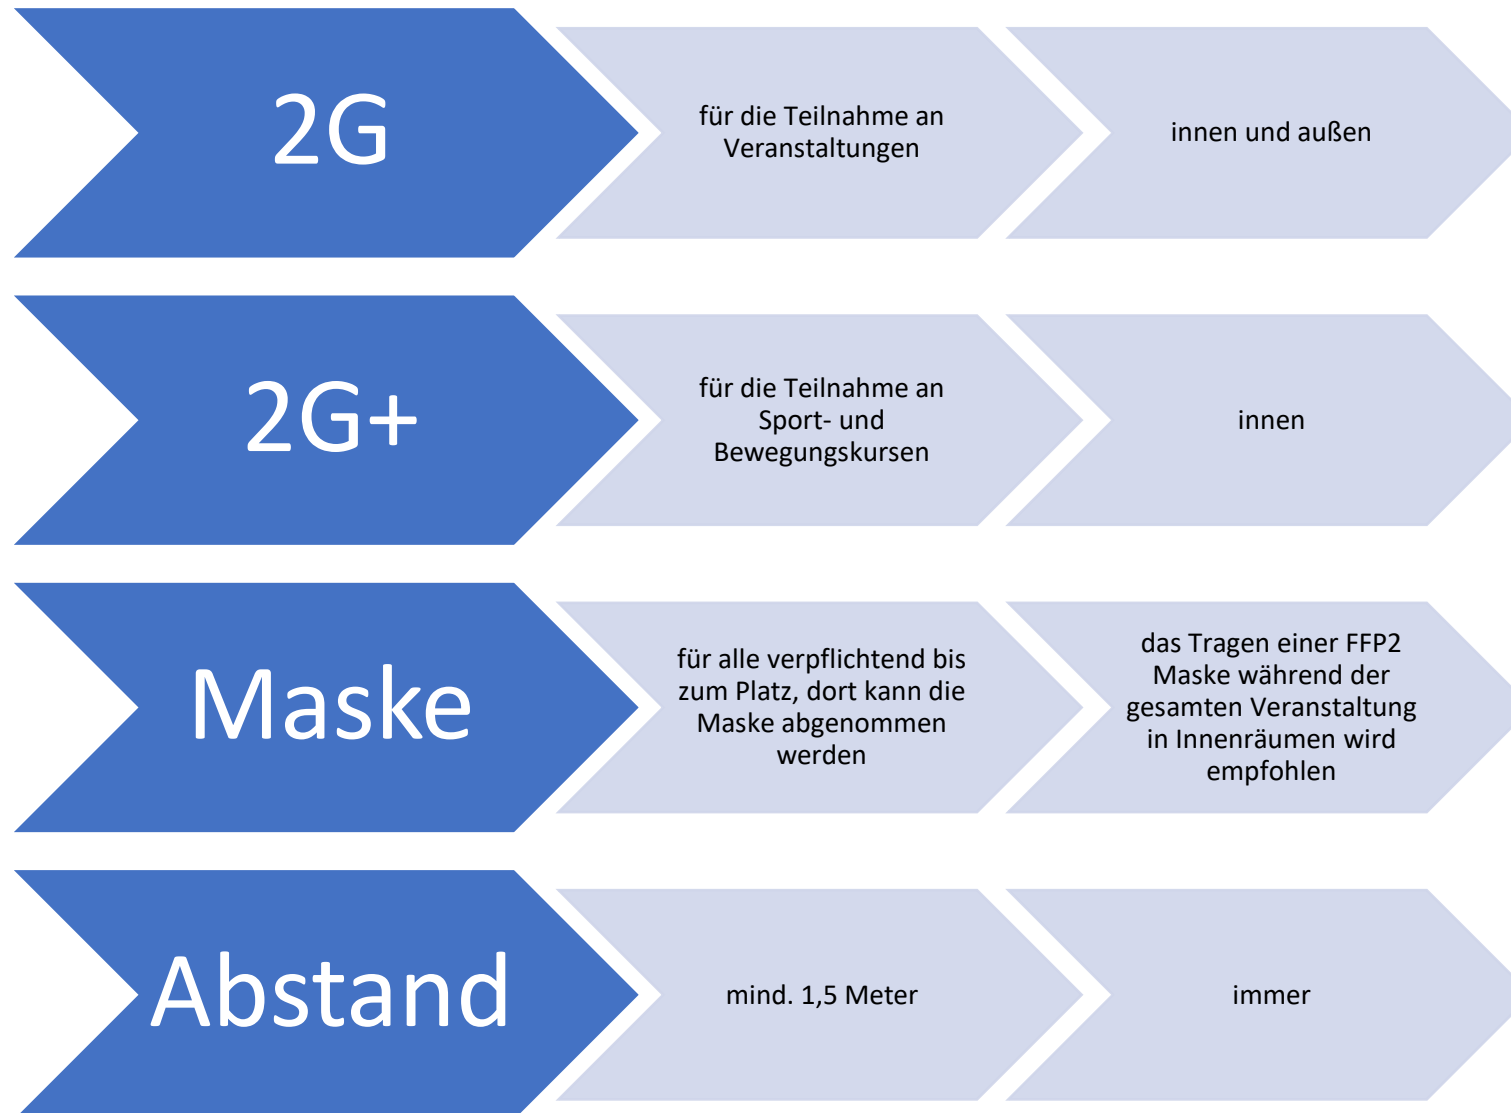 2G
für die Teilnahme an
Veranstaltungen
innen und außen
2G+
für die Teilnahme an
Sport- und
Bewegungskursen
innen
Maske
für alle verpflichtend bis
zum Platz, dort kann die
Maske abgenommen
werden
das Tragen einer FFP2
Maske während der
gesamten Veranstaltung
in Innenräumen wird
empfohlen
Abstand
mind. 1,5 Meter
immer